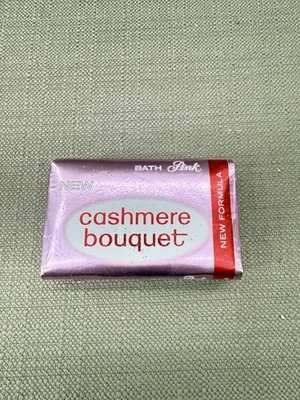 BATH Pink
NEW
cashmere
bouquet
NEW FORMULA